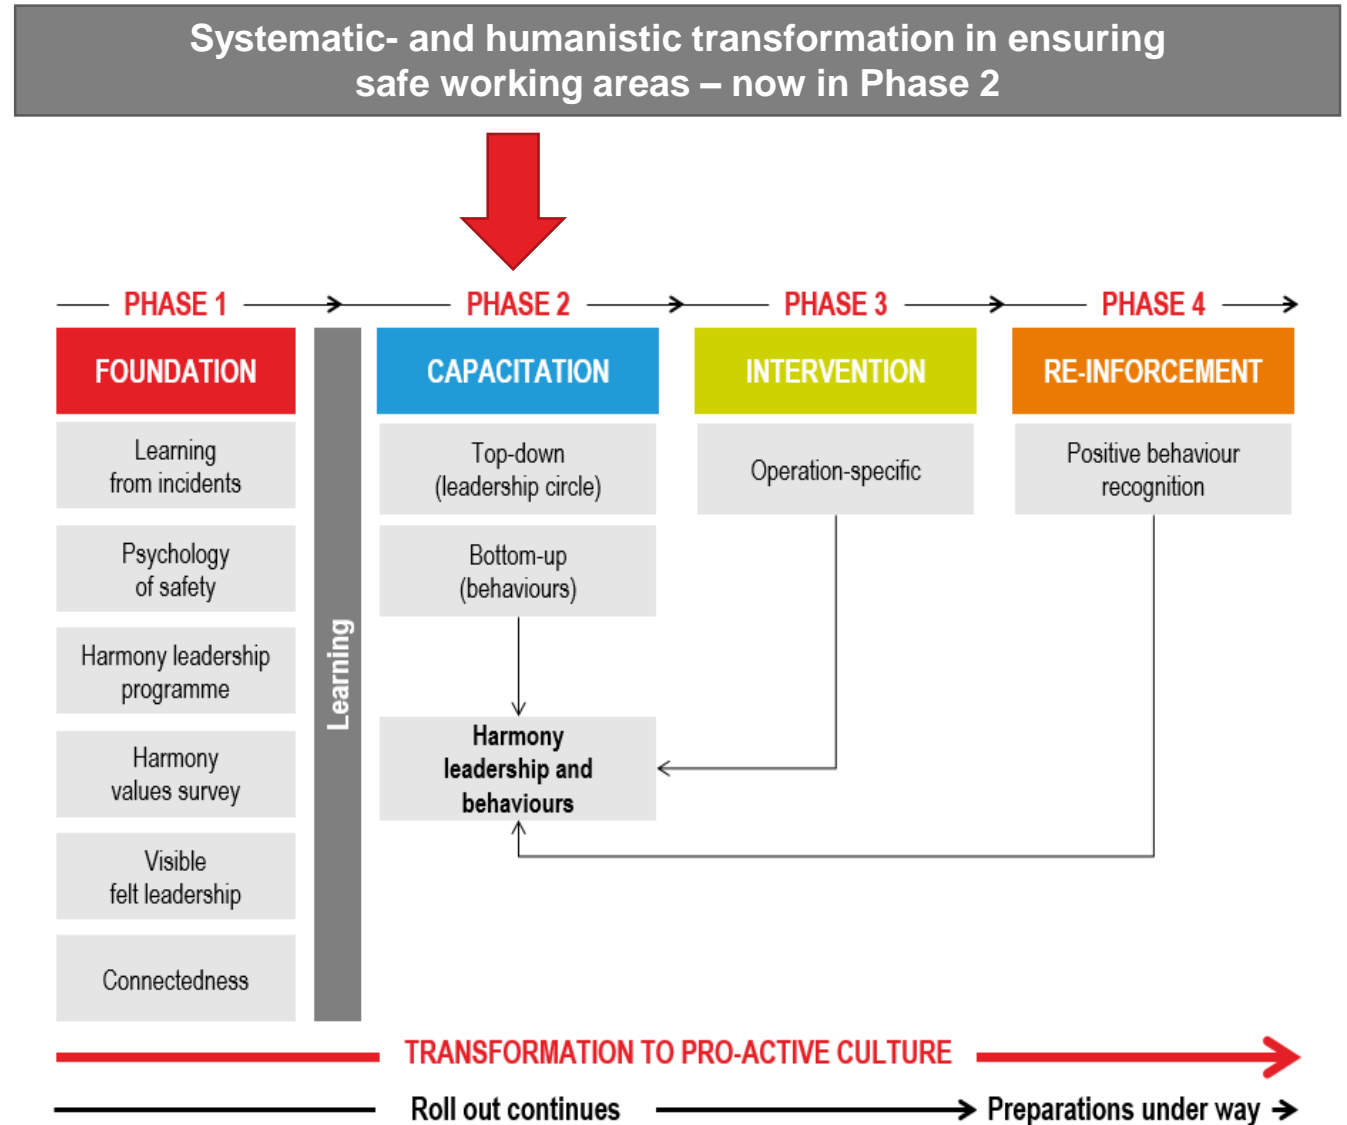 Systematic- and humanistic transformation in ensuring
safe working areas – now in Phase 2
PHASE 1
PHASE 2
PHASE 3
PHASE 4
FOUNDATION
CAPACITATION
INTERVENTION
RE-INFORCEMENT
Learning
from incidents
Psychology
of safety
Harmony leadership
programme
Harmony
values survey
Visible
felt leadership
Connectedness
Learning
Top-down
(leadership circle)
Bottom-up
(behaviours)
Harmony
leadership and
behaviours
Operation-specific
Positive behaviour
recognition
TRANSFORMATION TO PRO-ACTIVE CULTURE
Roll out continues
Preparations under way